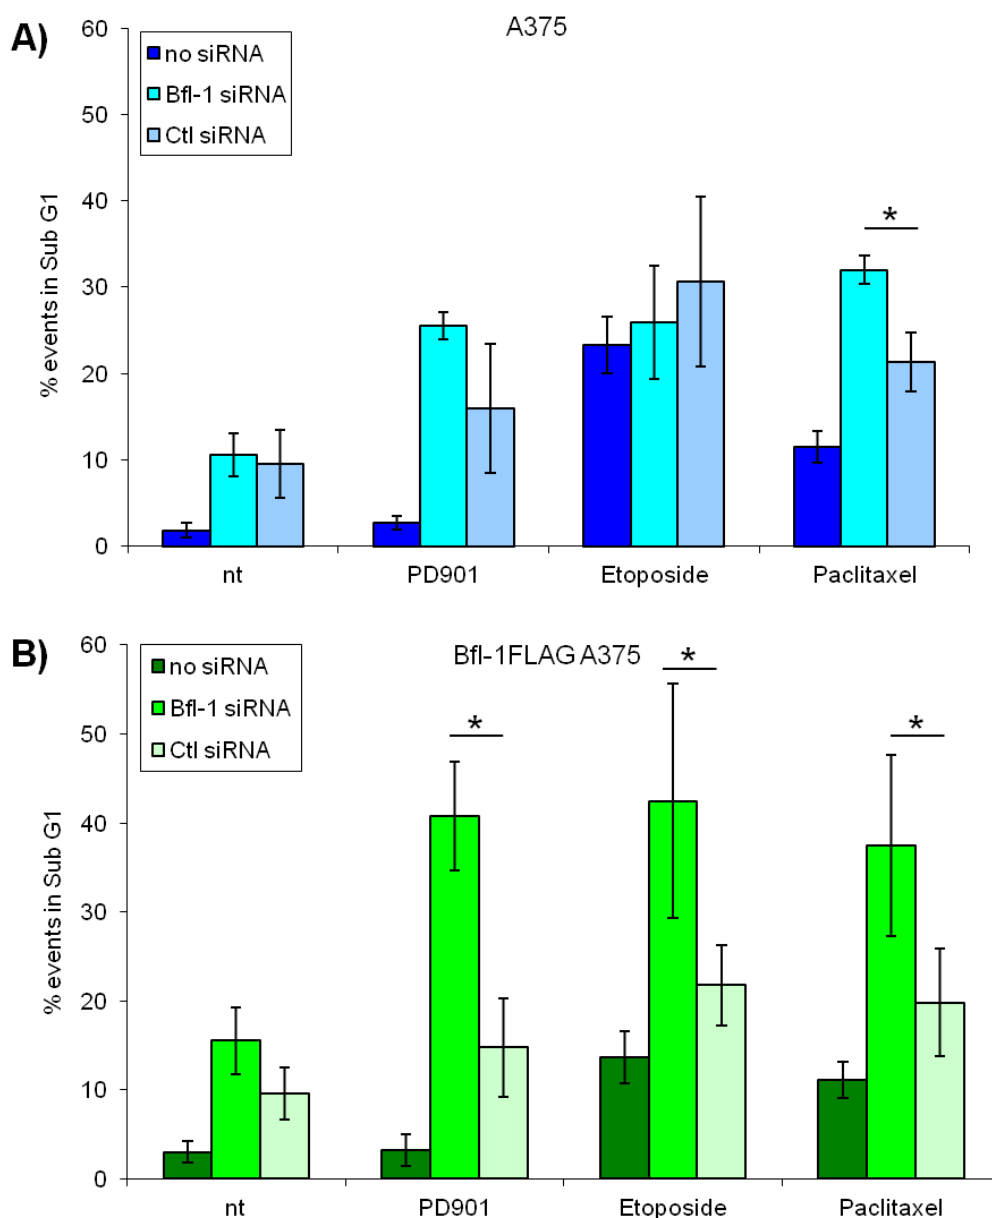 A)
A375
no siRNA
Bfl-1 siRNA
Ctl siRNA
% events in Sub G1
60
50
40
30
20
10
0
*
nt PD901 Etoposide Paclitaxel
B)
Bfl-1FLAG A375
no siRNA
Bfl-1 siRNA
Ctl siRNA
% events in Sub G1
60
50
40
30
20
10
0
*
*
*
nt PD901 Etoposide Paclitaxel